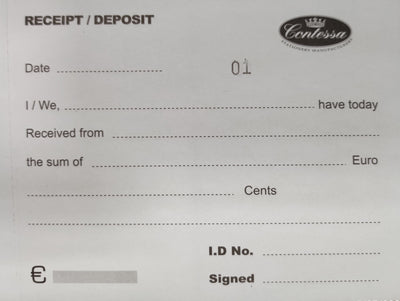 RECEIPT / DEPOSIT
Contessa
STATIONERY MANUFACTURERS
Date 01
I / We, have today
Received from
the sum of Euro
Cents
I.D No.
€
Signed